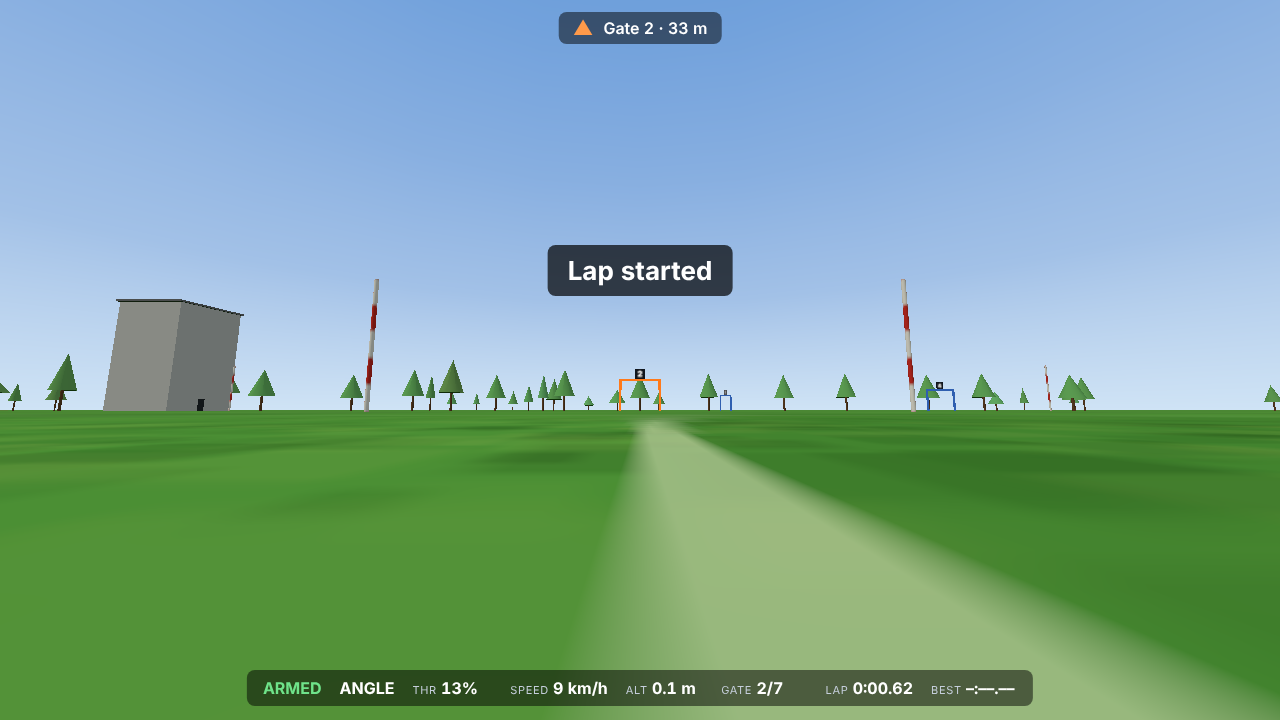 Gate 2 · 33 m
Lap started
2
ARMED ANGLE THR 13% SPEED 9 km/h ALT 0.1 m GATE 2/7 LAP 0:00.62 BEST –:––.––